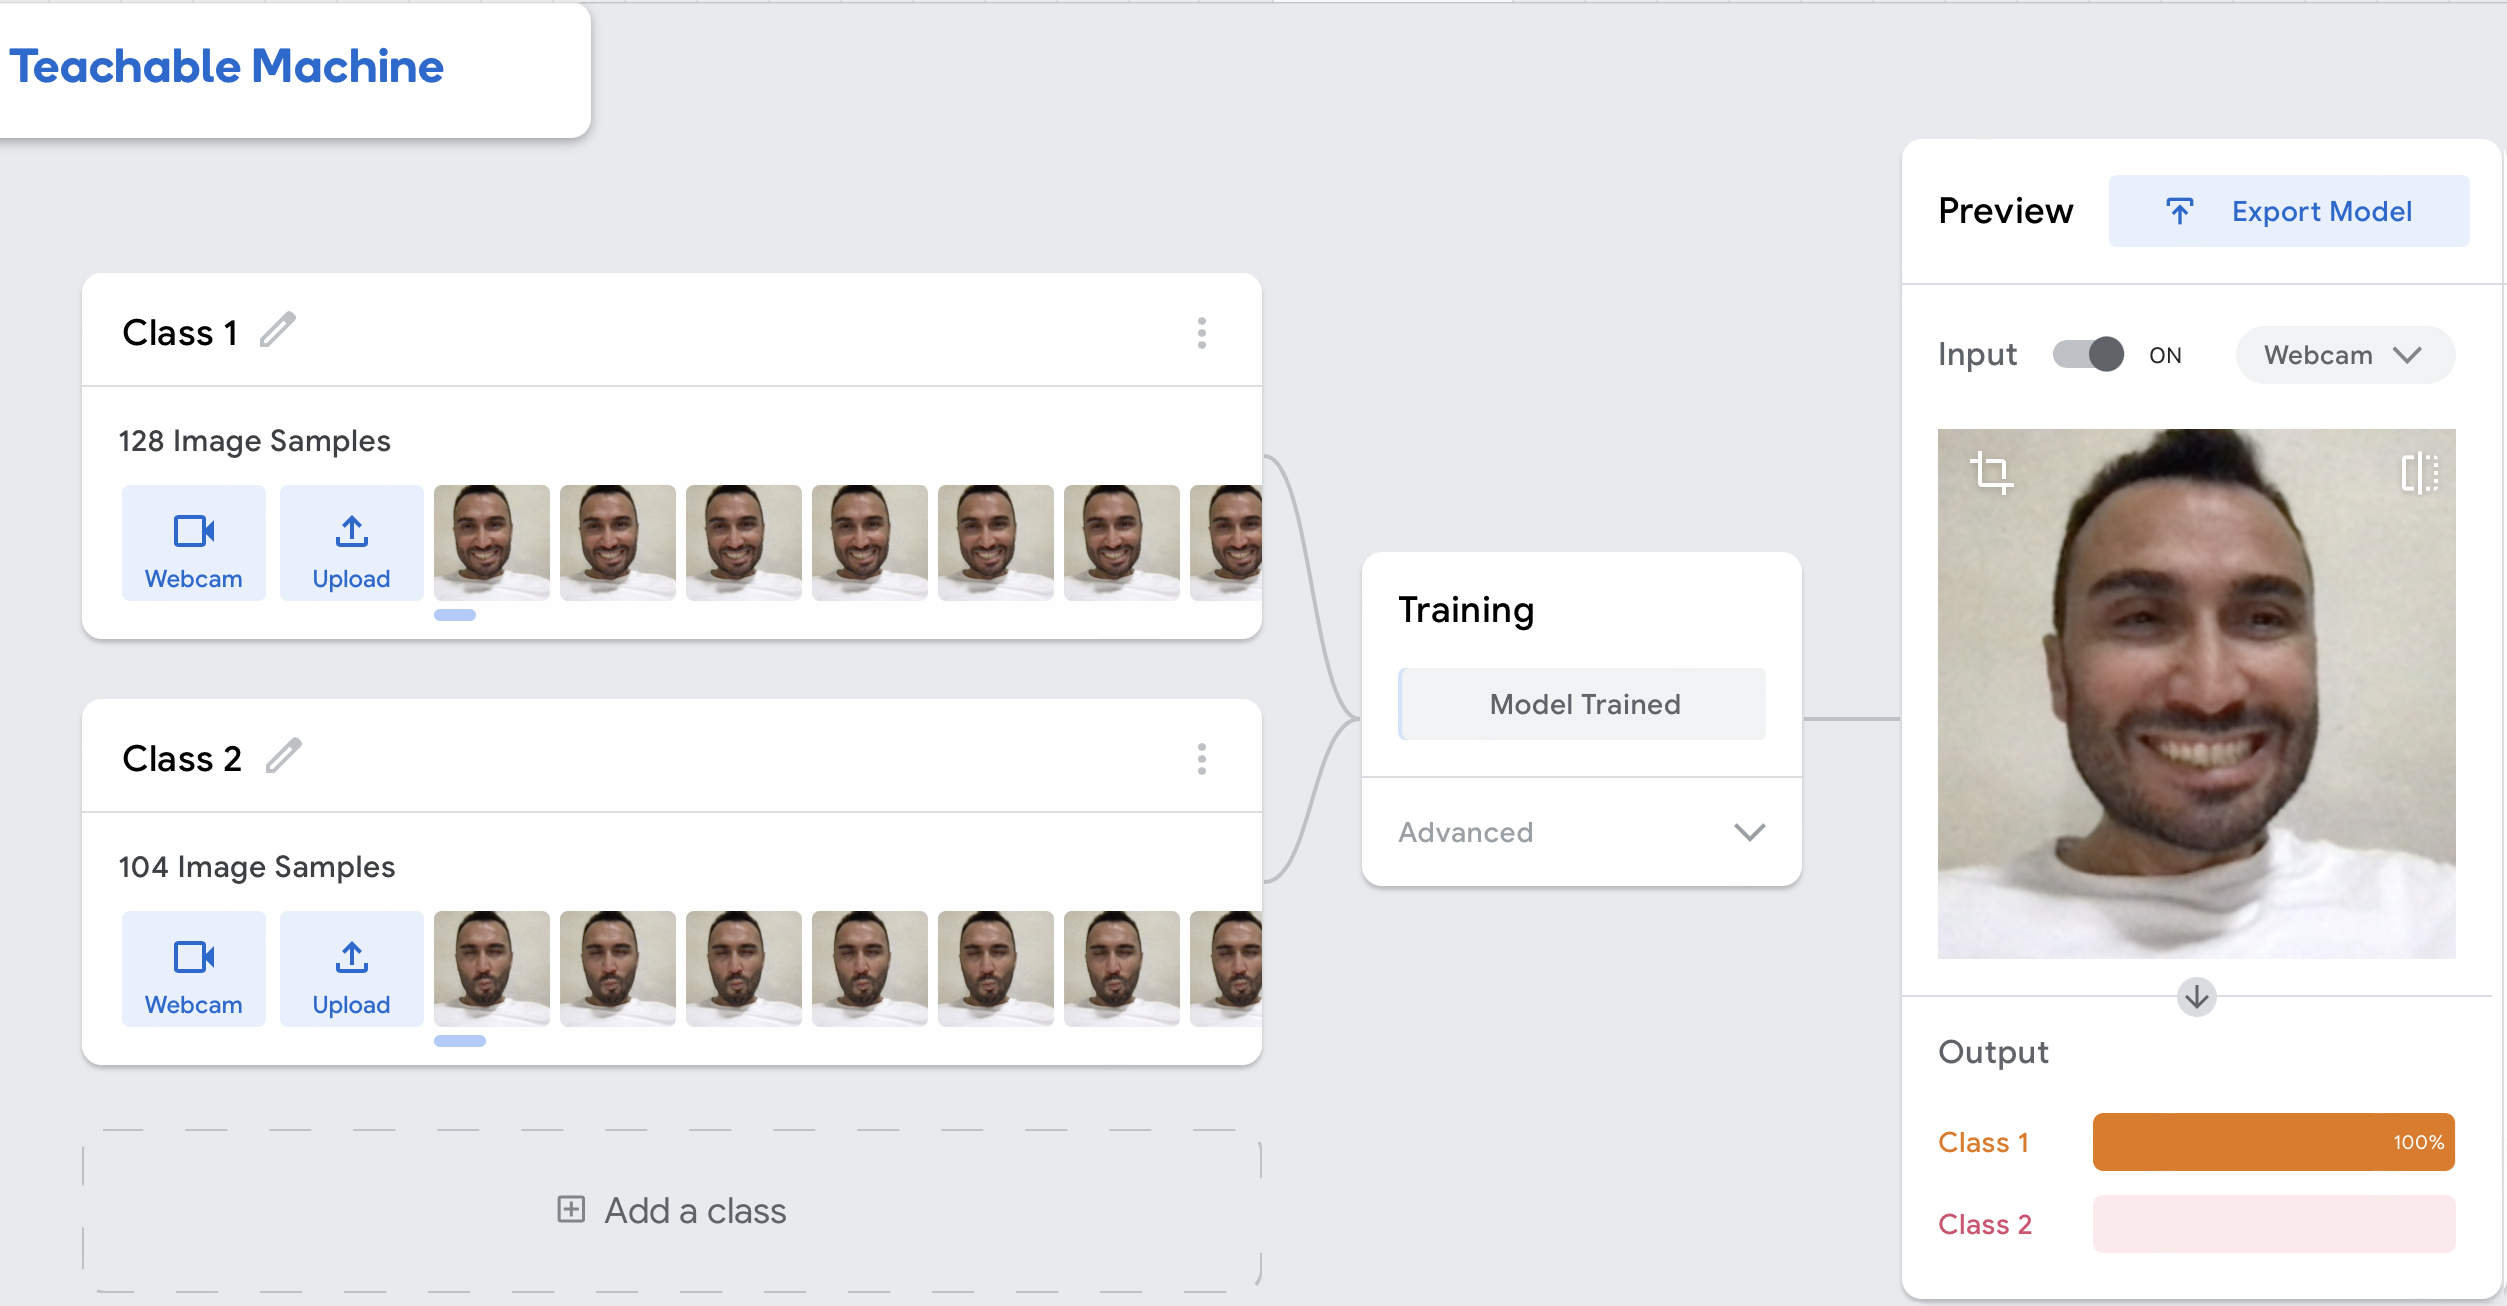 Teachable Machine
Class 1
128 Image Samples
Webcam
Upload
Class 2
104 Image Samples
Webcam
Upload
Add a class
Training
Model Trained
Advanced
Preview
Export Model
Input ON Webcam
Output
Class 1 100%
Class 2